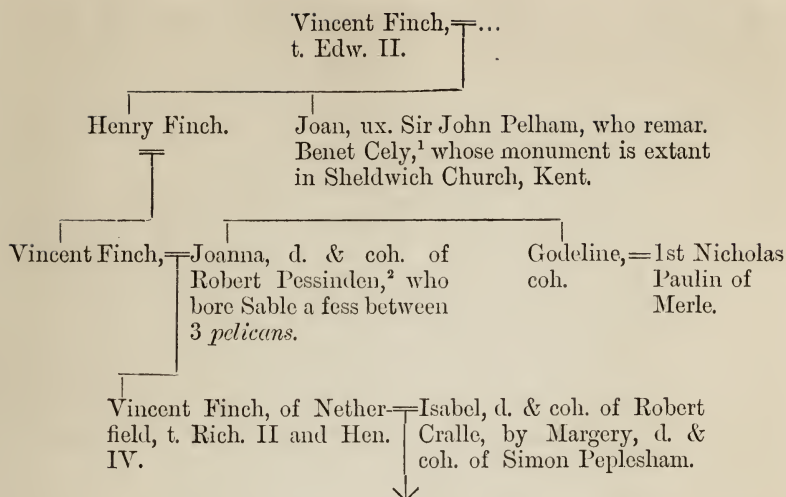 Vincent Finch, ...
t. Edw. II.
Henry Finch.
Joan, ux. Sir John Pelham, who remar.
Benet Cely,¹ whose monument is extant
in Sheldwich Church, Kent.
Vincent Finch,
Joanna, d. & coh. of
Robert Pessinden,² who
bore Sable a fess between
3 pelicans.
Godeline,
coh.
1st Nicholas
Paulin of
Merle.
Vincent Finch, of Nether-
field, t. Rich. II and Hen.
IV.
Isabel, d. & coh. of Robert
Cralle, by Margery, d. &
coh. of Simon Peplesham.